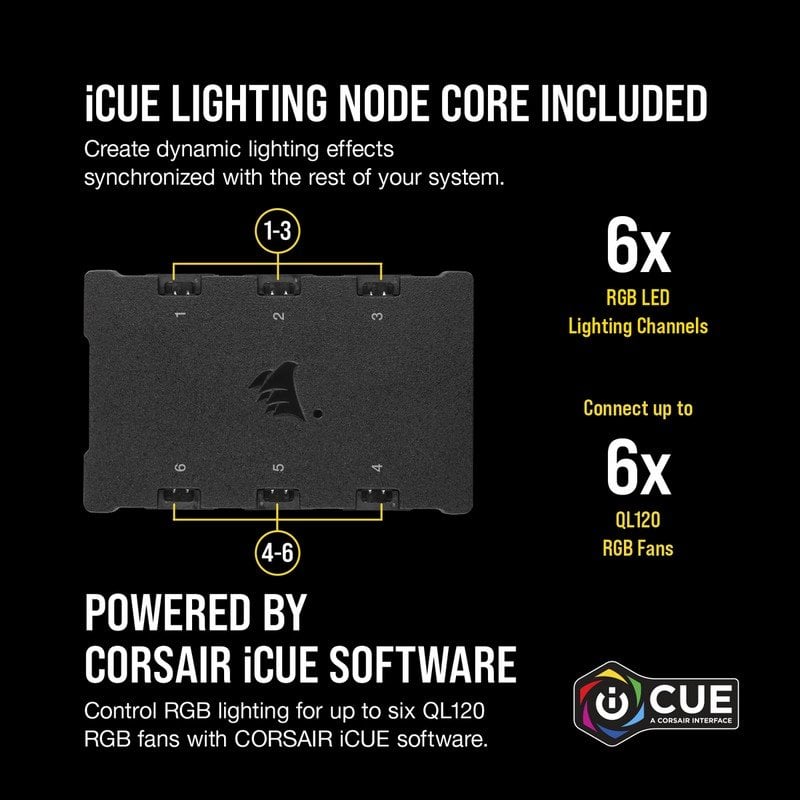 iCUE LIGHTING NODE CORE INCLUDED
Create dynamic lighting effects
synchronized with the rest of your system.
1-3
1 2 3
6 5 4
4-6
6x
RGB LED
Lighting Channels
Connect up to
6x
QL120
RGB Fans
POWERED BY
CORSAIR iCUE SOFTWARE
Control RGB lighting for up to six QL120
RGB fans with CORSAIR iCUE software.
i CUE
A CORSAIR INTERFACE